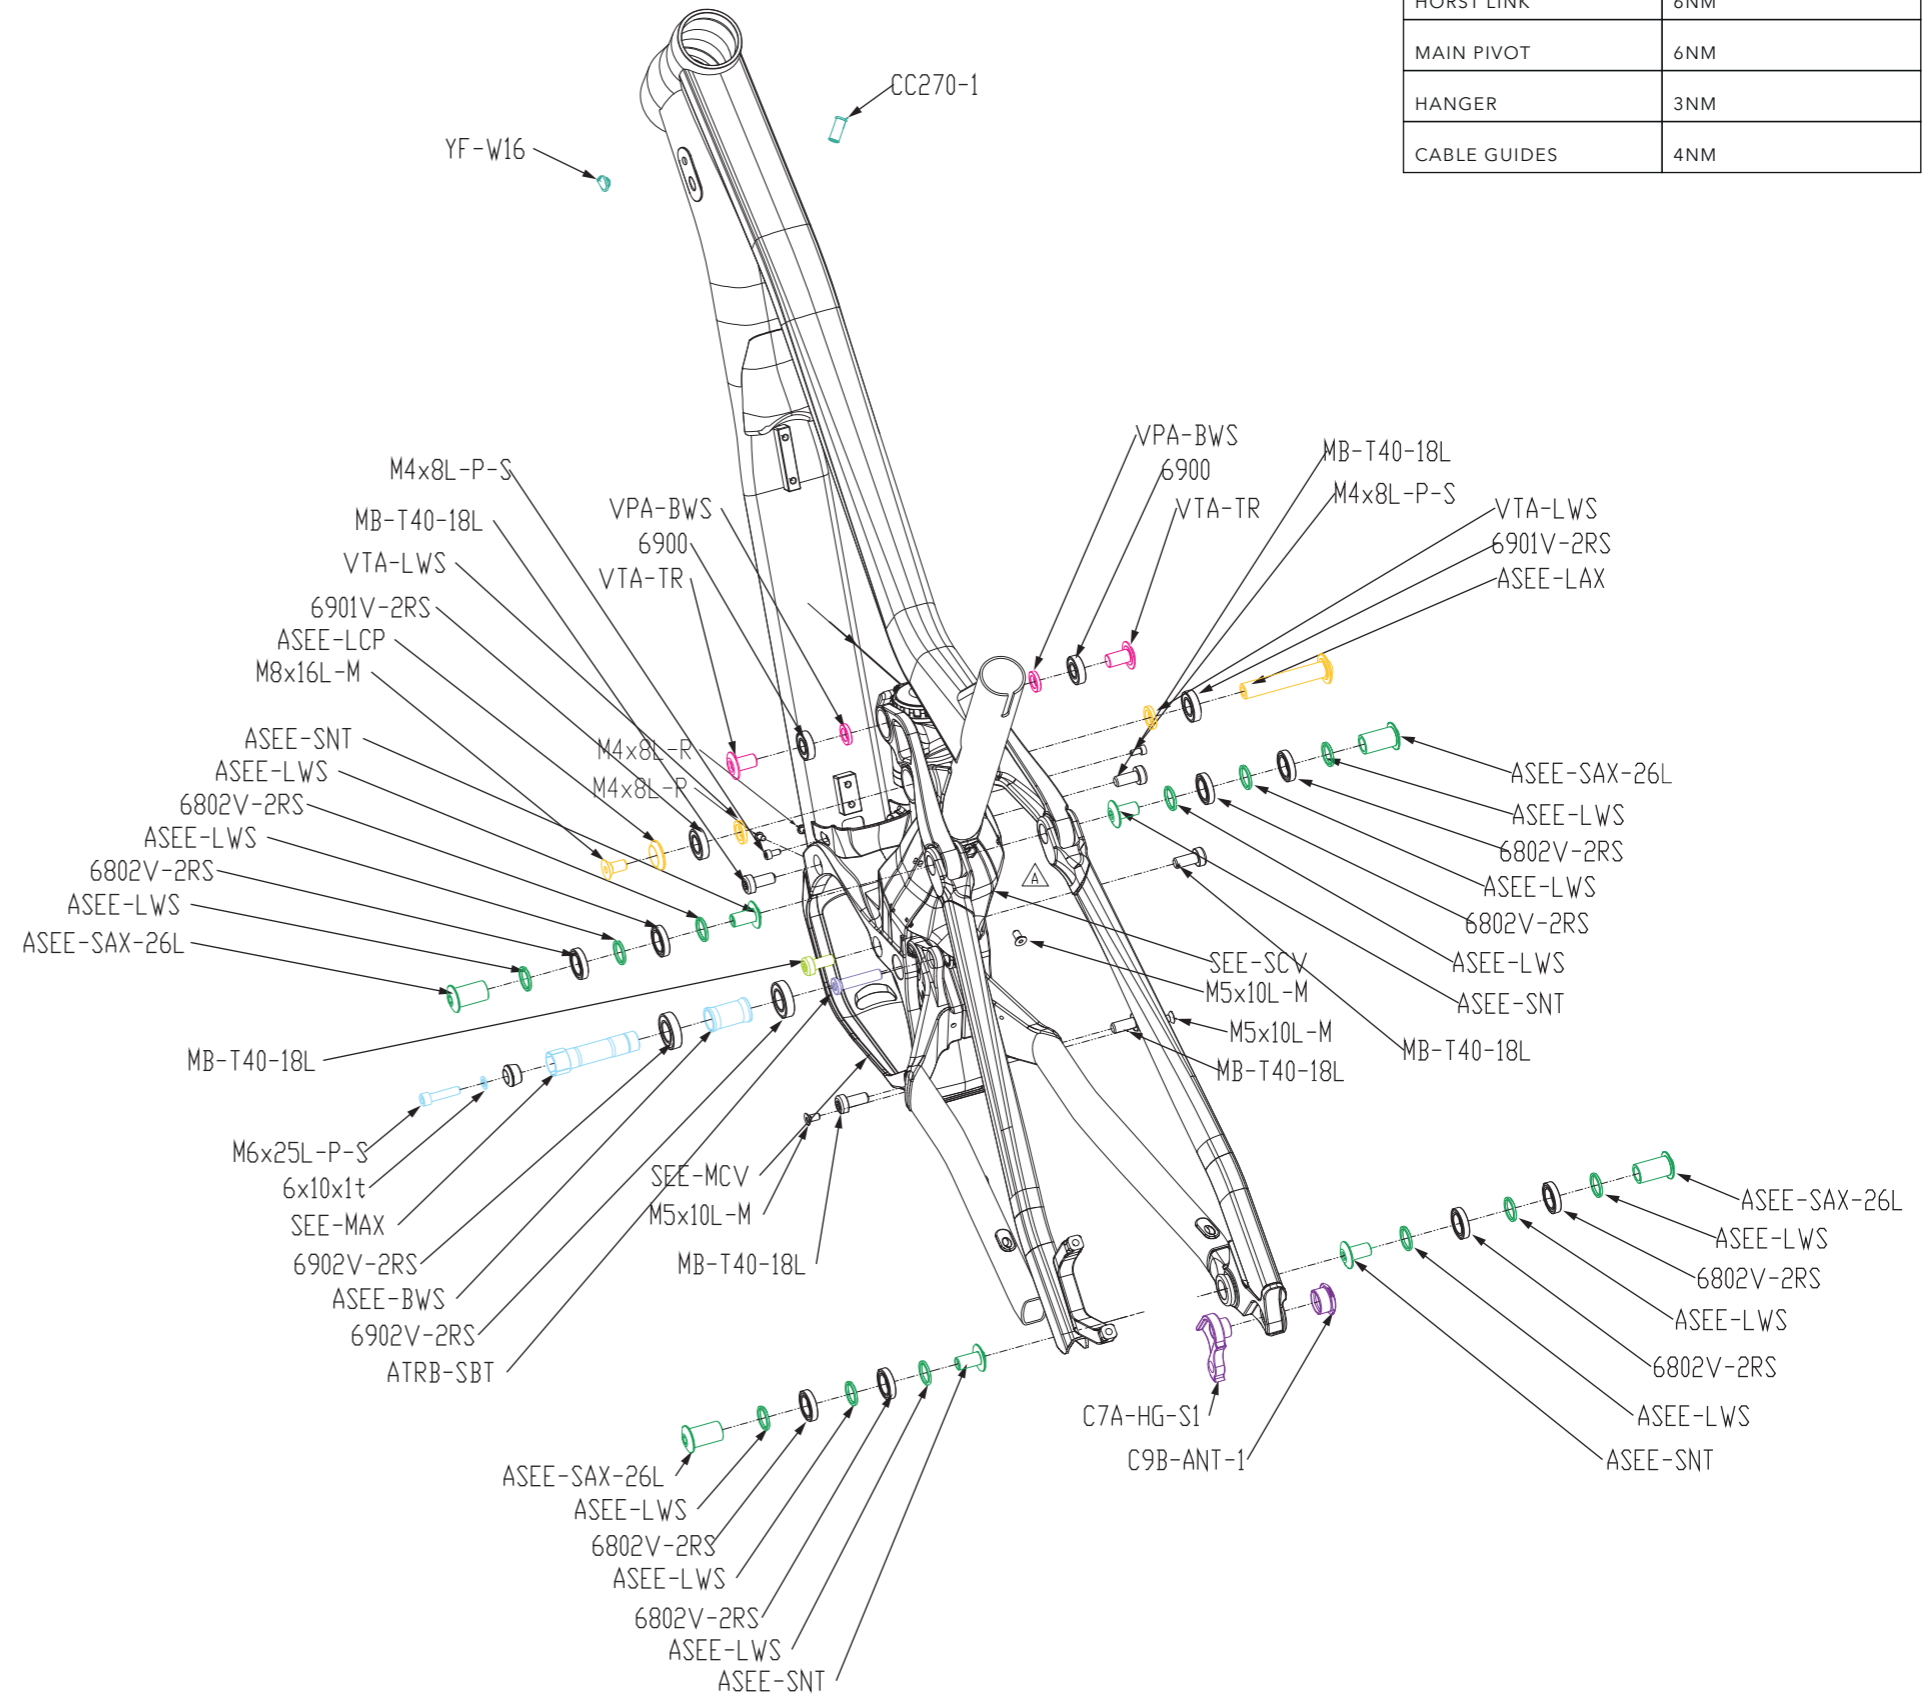 HORST LINK 6NM
MAIN PIVOT 6NM
HANGER 3NM
CABLE GUIDES 4NM
CC270-1
YF-W16
M4x8L-P-S
MB-T40-18L
VTA-LWS
6901V-2RS
ASEE-LCP
M8x16L-M
VPA-BWS
6900
VTA-TR
VPA-BWS
6900
VTA-TR
MB-T40-18L
M4x8L-P-S
VTA-LWS
6901V-2RS
ASEE-LAX
M4x8L-R
M4x8L-P
ASEE-SNT
ASEE-LWS
6802V-2RS
ASEE-LWS
6802V-2RS
ASEE-LWS
ASEE-SAX-26L
ASEE-SAX-26L
ASEE-LWS
6802V-2RS
ASEE-LWS
6802V-2RS
ASEE-LWS
ASEE-SNT
A
SEE-SCV
M5x10L-M
M5x10L-M
MB-T40-18L
MB-T40-18L
MB-T40-18L
M6x25L-P-S
6x10x1t
SEE-MAX
6902V-2RS
ASEE-BWS
6902V-2RS
ATRB-SBT
SEE-MCV
M5x10L-M
MB-T40-18L
ASEE-SAX-26L
ASEE-LWS
6802V-2RS
ASEE-LWS
6802V-2RS
ASEE-LWS
ASEE-SNT
C7A-HG-S1
C9B-ANT-1
ASEE-SAX-26L
ASEE-LWS
6802V-2RS
ASEE-LWS
6802V-2RS
ASEE-LWS
ASEE-SNT